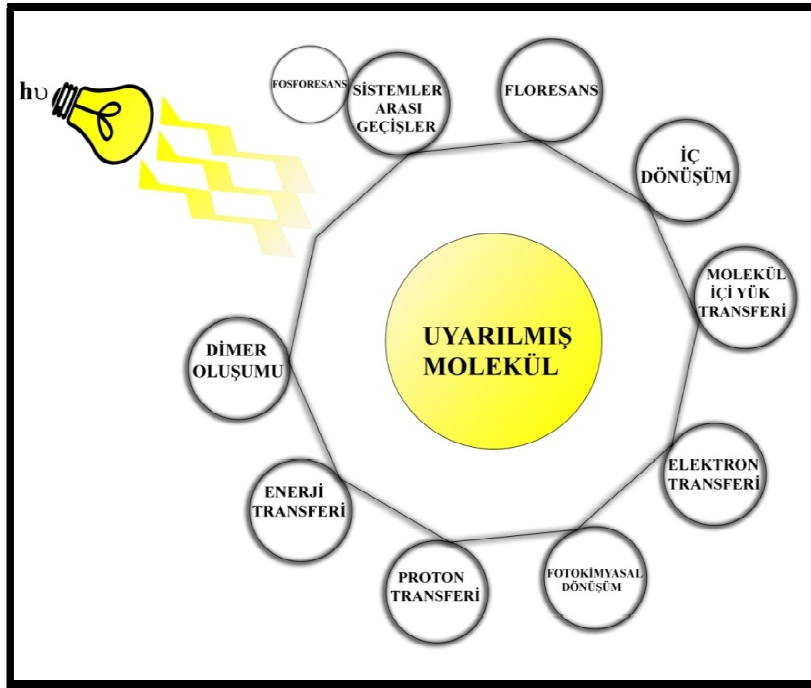 hυ
FOSFORESANS
SİSTEMLER
ARASI
GEÇİŞLER
FLORESANS
İÇ
DÖNÜŞÜM
MOLEKÜL
İÇİ YÜK
TRANSFERİ
UYARILMIŞ
MOLEKÜL
DİMER
OLUŞUMU
ELEKTRON
TRANSFERİ
ENERJİ
TRANSFERİ
PROTON
TRANSFERİ
FOTOKİMYASAL
DÖNÜŞÜM